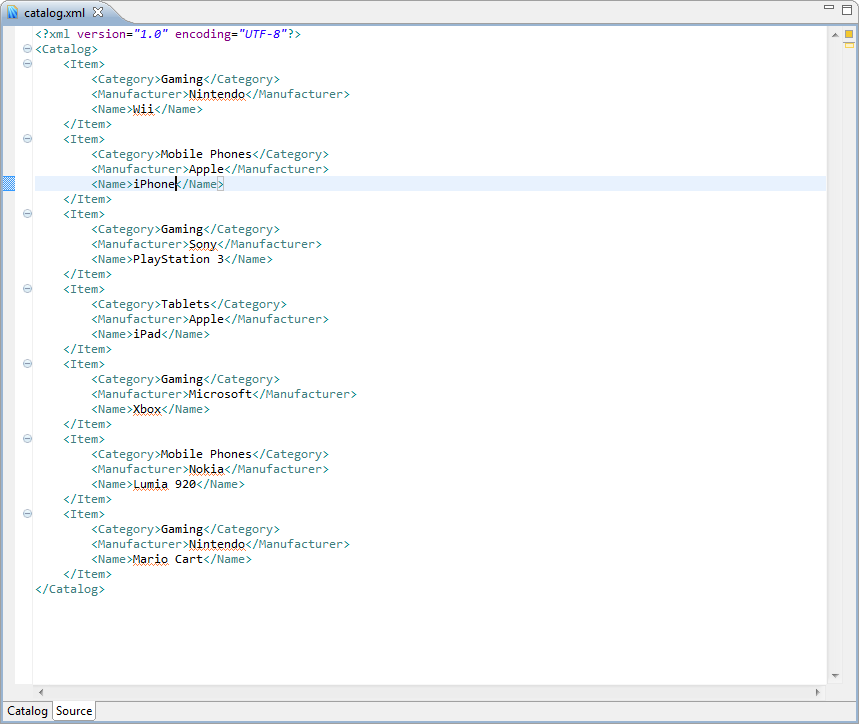 catalog.xml
<?xml version="1.0" encoding="UTF-8"?>
<Catalog>
    <Item>
        <Category>Gaming</Category>
        <Manufacturer>Nintendo</Manufacturer>
        <Name>Wii</Name>
    </Item>
    <Item>
        <Category>Mobile Phones</Category>
        <Manufacturer>Apple</Manufacturer>
        <Name>iPhone</Name>
    </Item>
    <Item>
        <Category>Gaming</Category>
        <Manufacturer>Sony</Manufacturer>
        <Name>PlayStation 3</Name>
    </Item>
    <Item>
        <Category>Tablets</Category>
        <Manufacturer>Apple</Manufacturer>
        <Name>iPad</Name>
    </Item>
    <Item>
        <Category>Gaming</Category>
        <Manufacturer>Microsoft</Manufacturer>
        <Name>Xbox</Name>
    </Item>
    <Item>
        <Category>Mobile Phones</Category>
        <Manufacturer>Nokia</Manufacturer>
        <Name>Lumia 920</Name>
    </Item>
    <Item>
        <Category>Gaming</Category>
        <Manufacturer>Nintendo</Manufacturer>
        <Name>Mario Cart</Name>
    </Item>
</Catalog>
Catalog Source